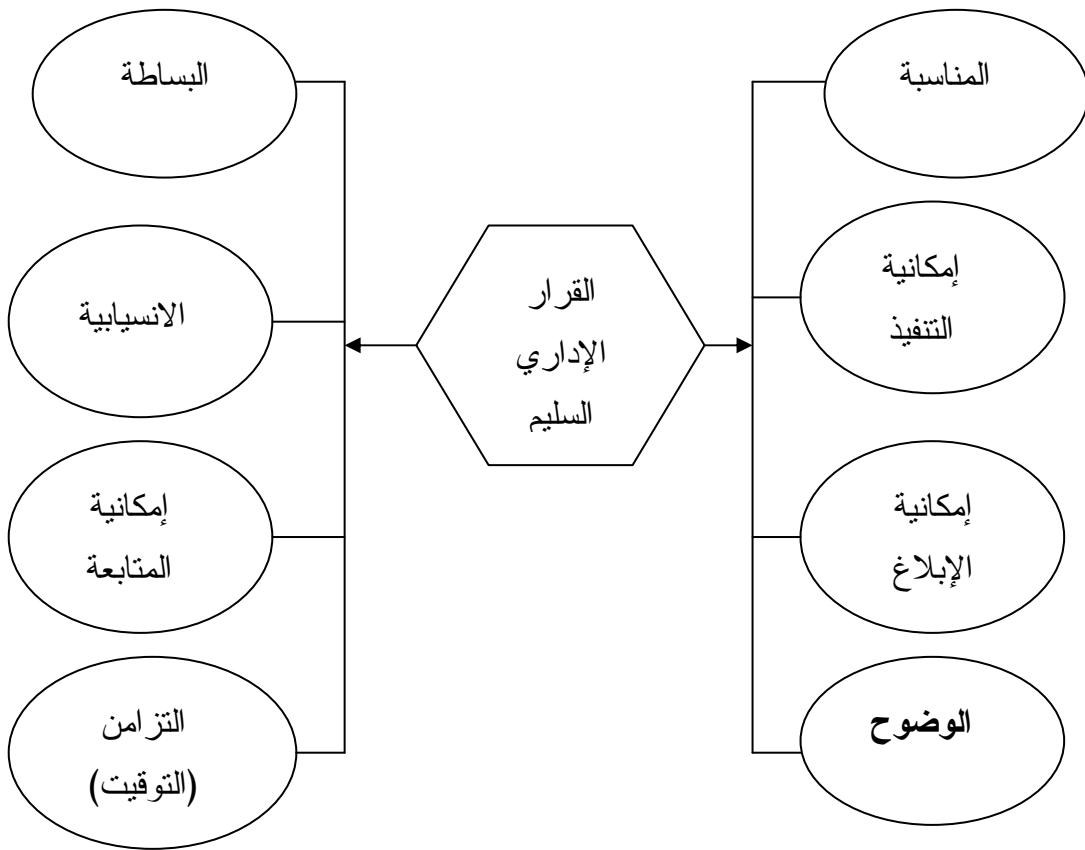 المناسبة
البساطة
إمكانية
التنفيذ
الانسيابية
القرار
الإداري
السليم
إمكانية
الإبلاغ
إمكانية
المتابعة
الوضوح
التزامن
(التوقيت)